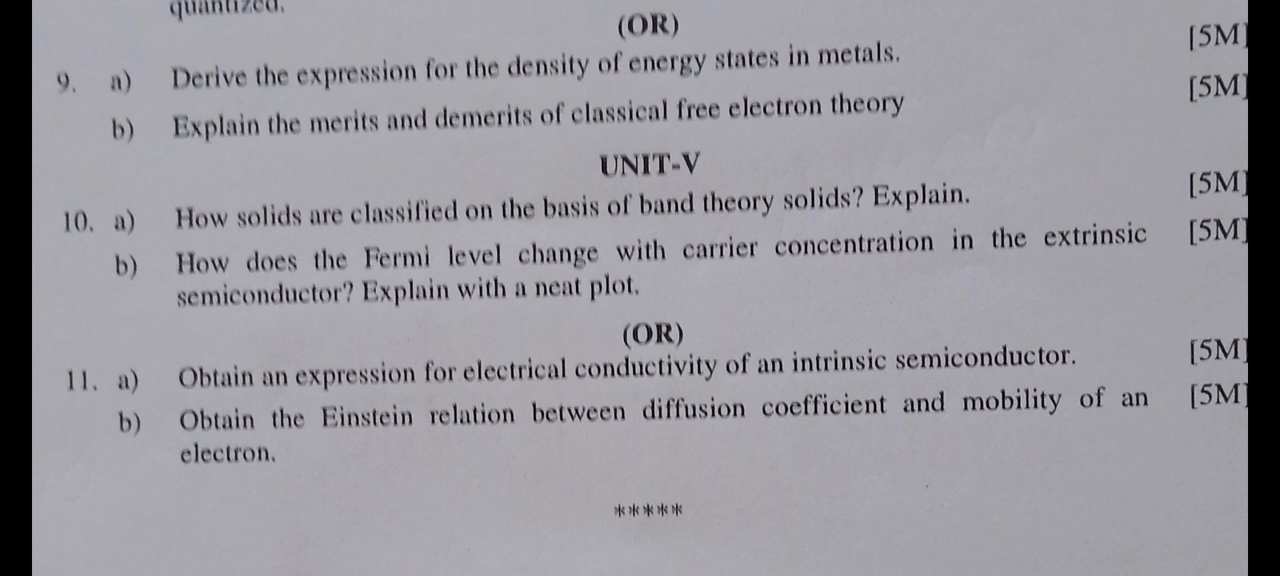 quantized.
(OR)
9. a) Derive the expression for the density of energy states in metals. [5M]
b) Explain the merits and demerits of classical free electron theory [5M]
UNIT-V
10. a) How solids are classified on the basis of band theory solids? Explain. [5M]
b) How does the Fermi level change with carrier concentration in the extrinsic [5M]
semiconductor? Explain with a neat plot.
(OR)
11. a) Obtain an expression for electrical conductivity of an intrinsic semiconductor. [5M]
b) Obtain the Einstein relation between diffusion coefficient and mobility of an [5M]
electron.
*****